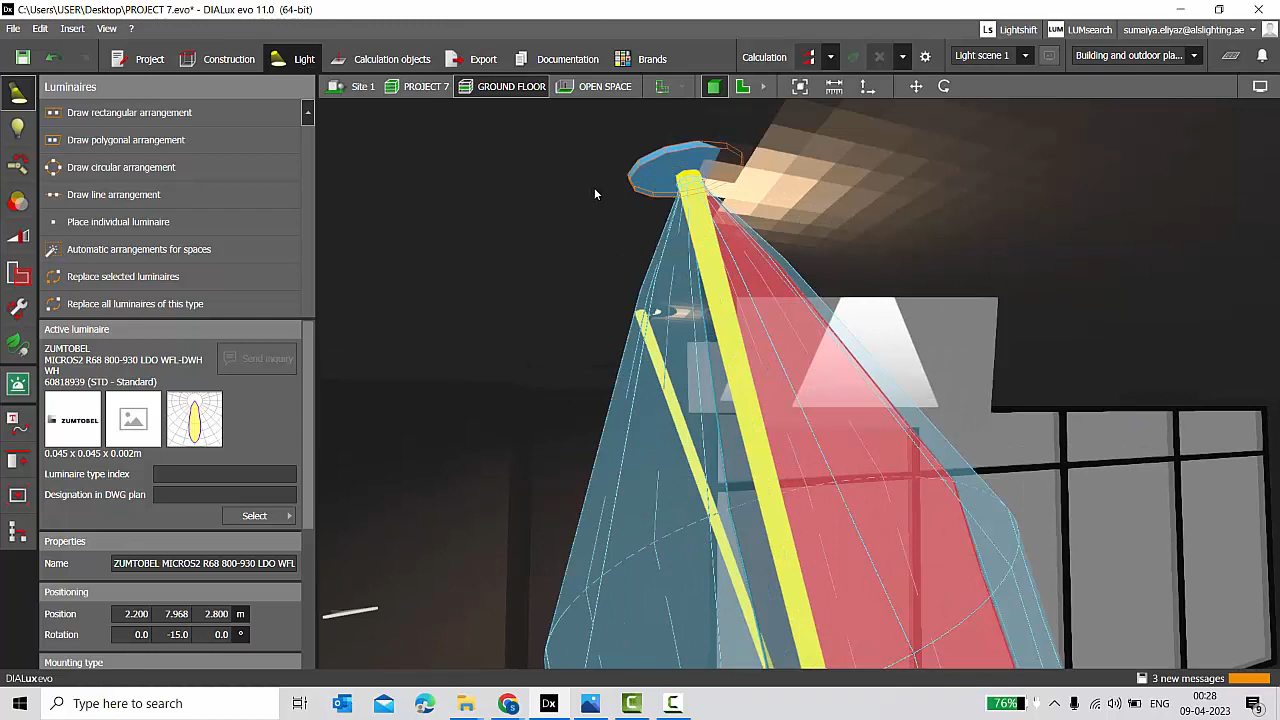 C:\Users\USER\Desktop\PROJECT 7.evo* - DIALux evo 11.0 (64-bit)
File Edit Insert View ?
Lightshift LUMsearch sumaiya.eliyaz@alslighting.ae
Project Construction Light Calculation objects Export Documentation Brands Calculation Light scene 1 Building and outdoor pla...
Luminaires
Site 1 PROJECT 7 GROUND FLOOR OPEN SPACE
Draw rectangular arrangement
Draw polygonal arrangement
Draw circular arrangement
Draw line arrangement
Place individual luminaire
Automatic arrangements for spaces
Replace selected luminaires
Replace all luminaires of this type
Active luminaire
ZUMTOBEL
MICROS2 R68 800-930 LDO WFL-DWH
WH
Send inquiry
60818939 (STD - Standard)
ZUMTOBEL
0.045 x 0.045 x 0.002m
Luminaire type index
Designation in DWG plan
Select
Properties
Name ZUMTOBEL MICROS2 R68 800-930 LDO WFL
Positioning
Position 2.200 7.968 2.800 m
Rotation 0.0 -15.0 0.0 °
Mounting type
DIALux evo
3 new messages
Type here to search
76%
ENG
00:28
09-04-2023